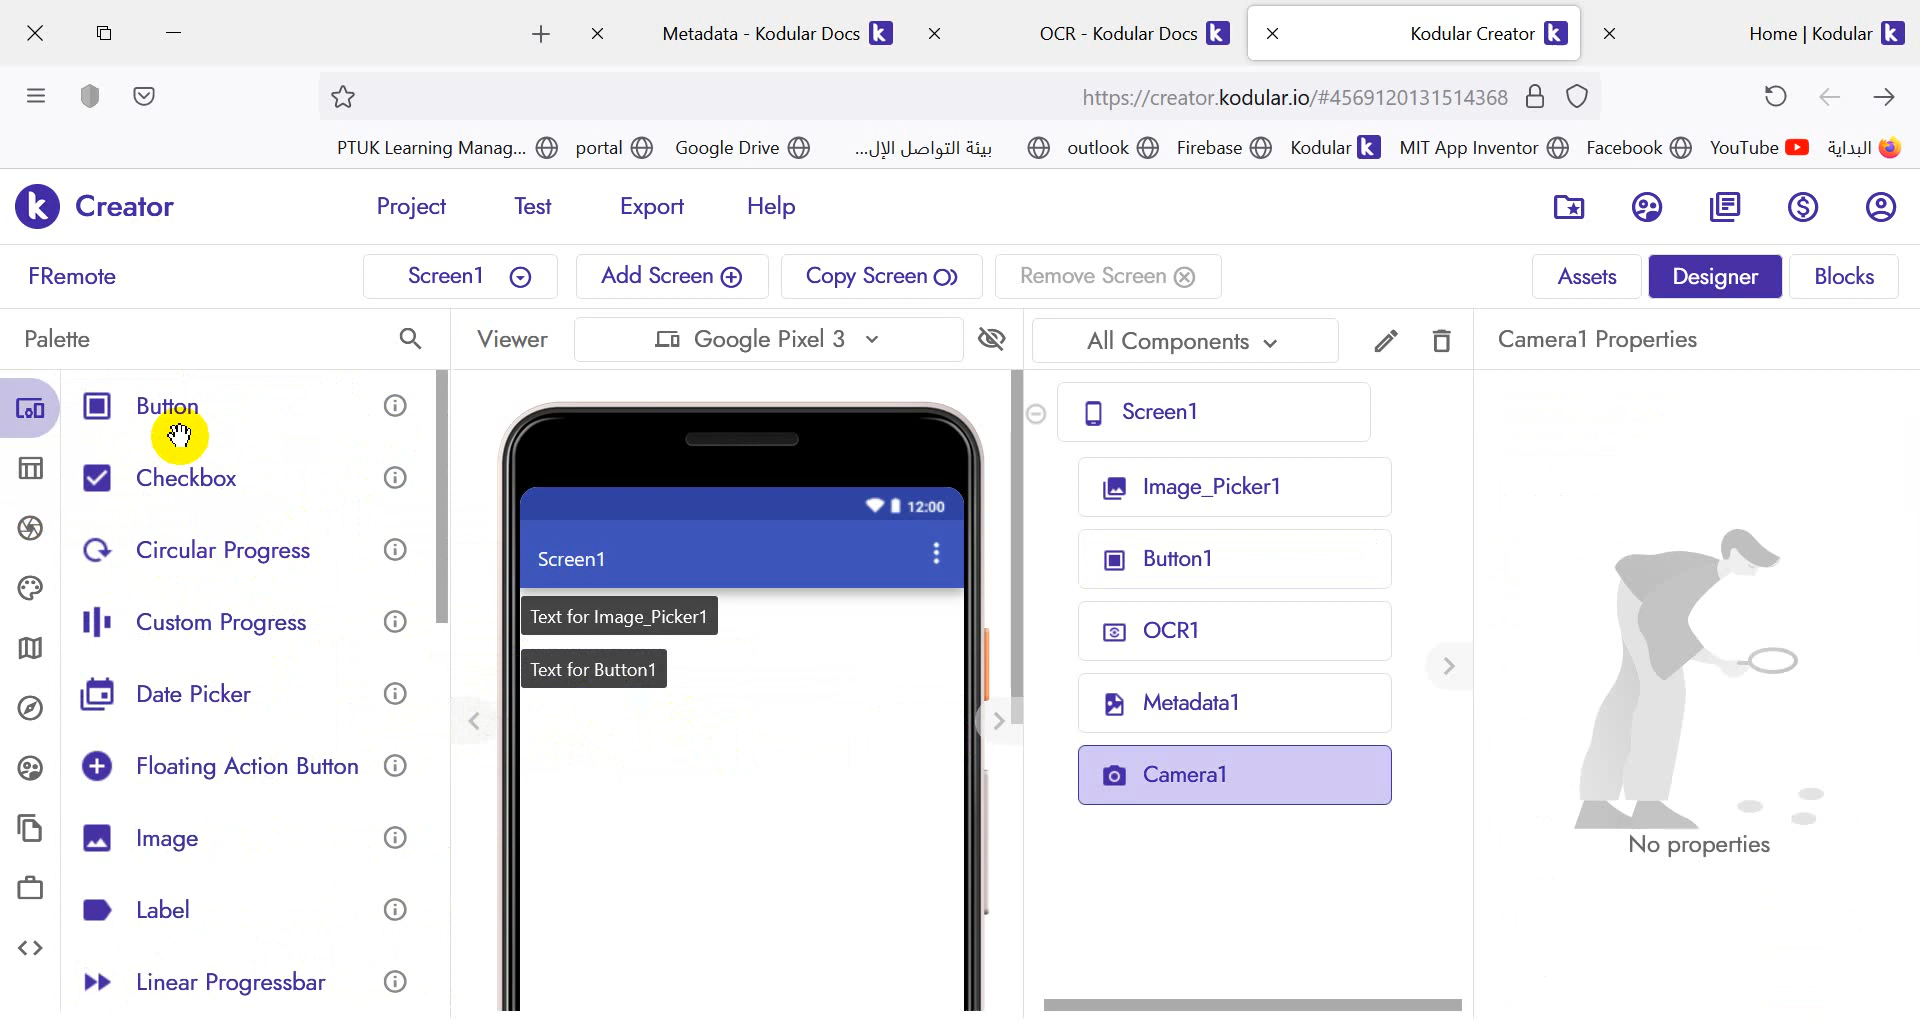 Metadata - Kodular Docs
OCR - Kodular Docs
Kodular Creator
Home | Kodular
https://creator.kodular.io/#4569120131514368
PTUK Learning Manag...
portal
Google Drive
بيئة التواصل الإل...
outlook
Firebase
Kodular
MIT App Inventor
Facebook
YouTube
البداية
Creator
Project
Test
Export
Help
FRemote
Screen1
Add Screen
Copy Screen
Remove Screen
Assets
Designer
Blocks
Palette
Viewer
Google Pixel 3
All Components
Camera1 Properties
Button
Checkbox
Circular Progress
Custom Progress
Date Picker
Floating Action Button
Image
Label
Linear Progressbar
12:00
Screen1
Text for Image_Picker1
Text for Button1
Screen1
Image_Picker1
Button1
OCR1
Metadata1
Camera1
No properties